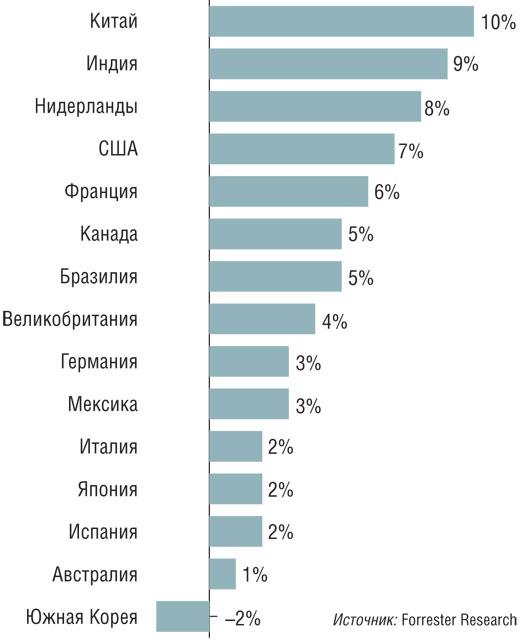 Китай 10%
Индия 9%
Нидерланды 8%
США 7%
Франция 6%
Канада 5%
Бразилия 5%
Великобритания 4%
Германия 3%
Мексика 3%
Италия 2%
Япония 2%
Испания 2%
Австралия 1%
Южная Корея –2%
Источник: Forrester Research